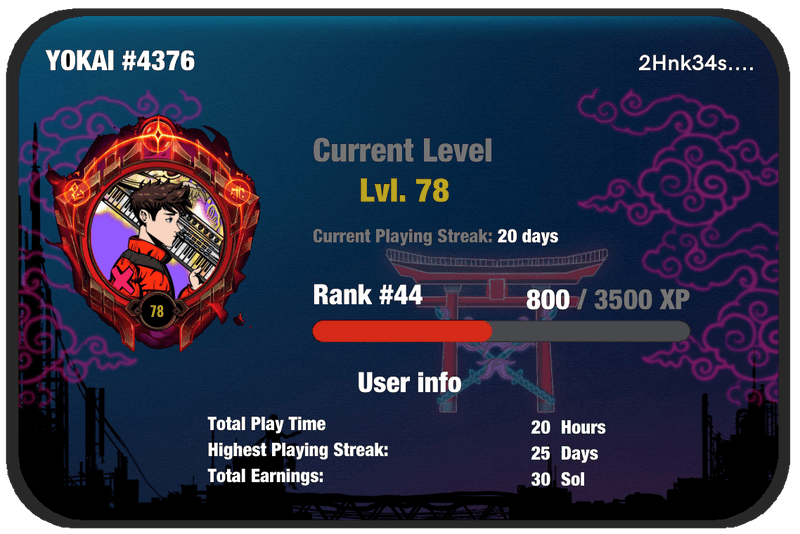 YOKAI #4376
2Hnk34s....
Current Level
Lvl. 78
Current Playing Streak: 20 days
78
Rank #44
800 / 3500 XP
User info
Total Play Time 20 Hours
Highest Playing Streak: 25 Days
Total Earnings: 30 Sol